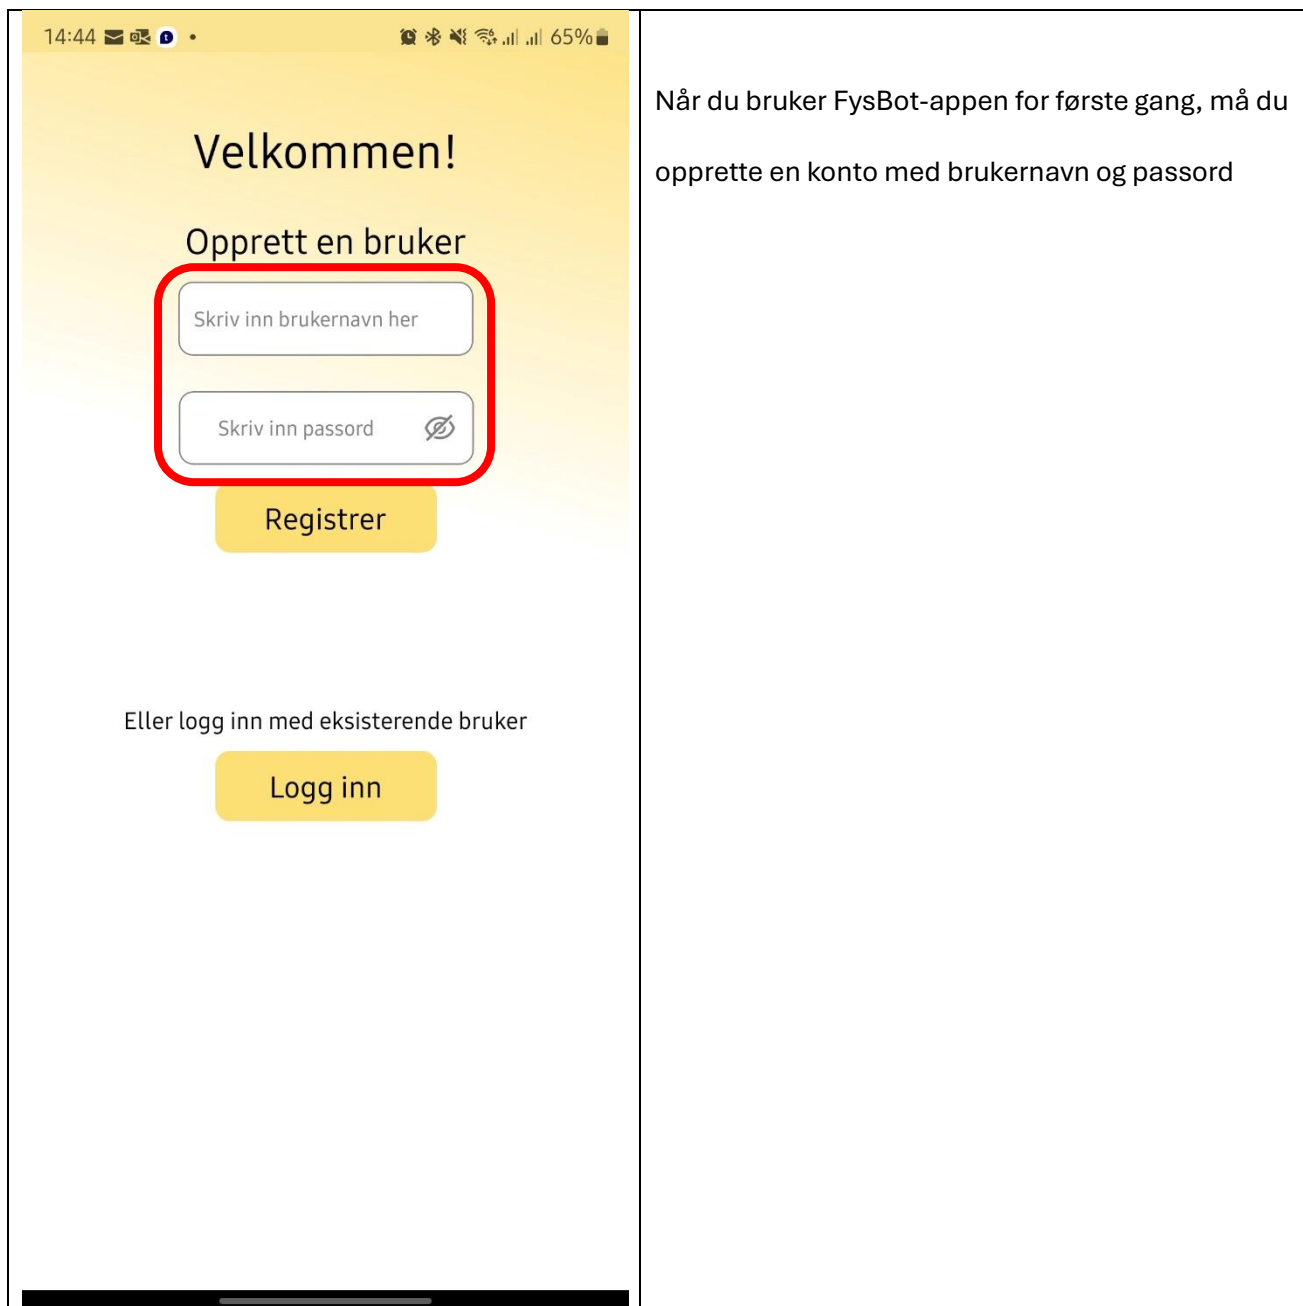 14:44
65%
Velkommen!
Opprett en bruker
Skriv inn brukernavn her
Skriv inn passord
Registrer
Eller logg inn med eksisterende bruker
Logg inn
Når du bruker FysBot-appen for første gang, må du
opprette en konto med brukernavn og passord